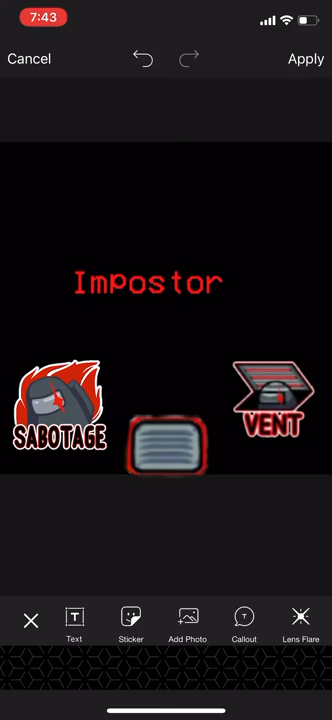 7:43
Cancel
Apply
Impostor
SABOTAGE
VENT
Text
Sticker
Add Photo
Callout
Lens Flare